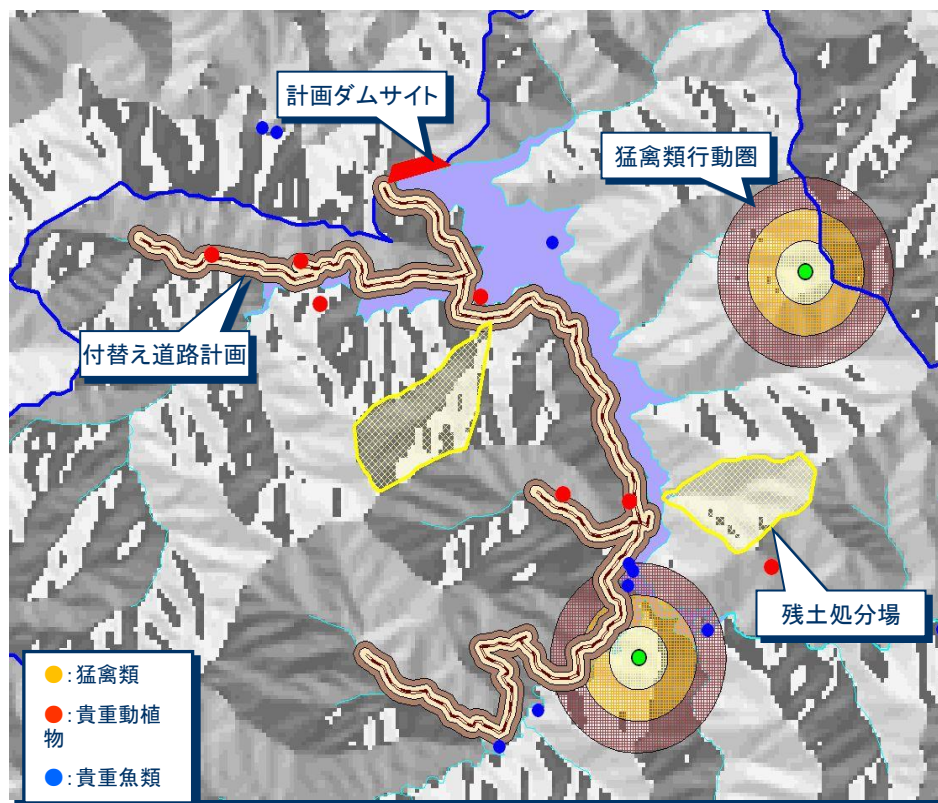 計画ダムサイト
猛禽類行動圏
付替え道路計画
残土処分場
●：猛禽類
●：貴重動植
物
●：貴重魚類